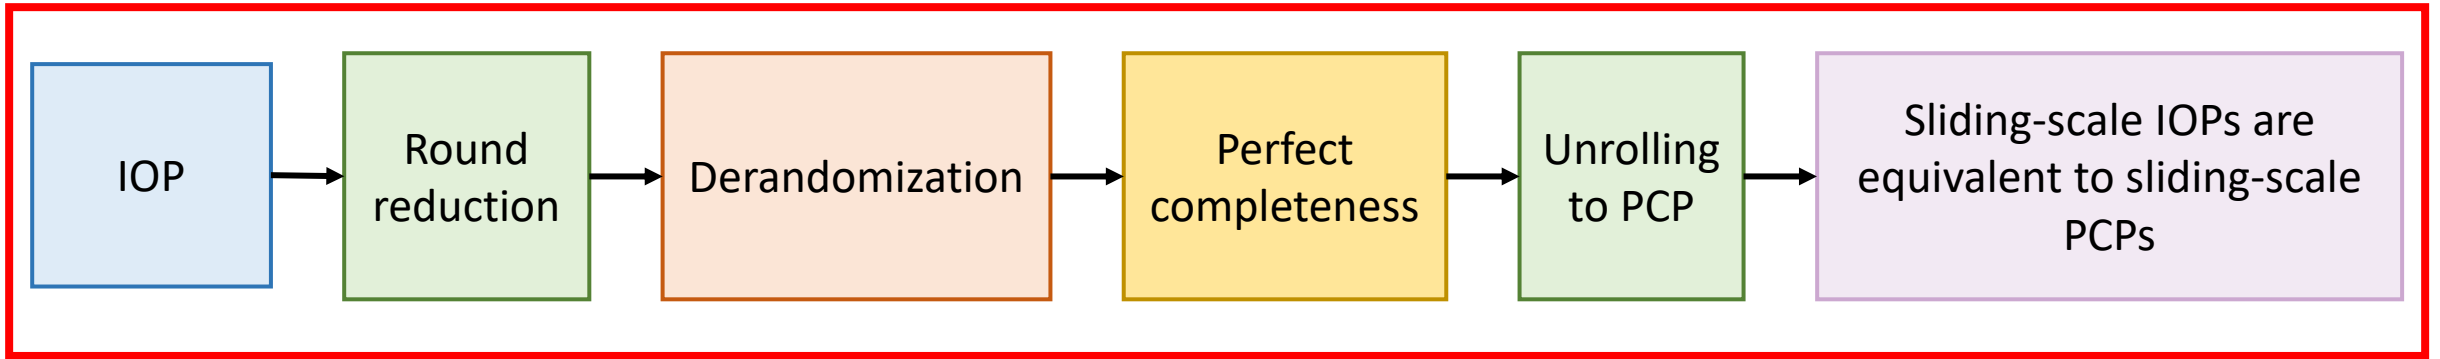 IOP
Round
reduction
Derandomization
Perfect
completeness
Unrolling
to PCP
Sliding-scale IOPs are
equivalent to sliding-scale
PCPs